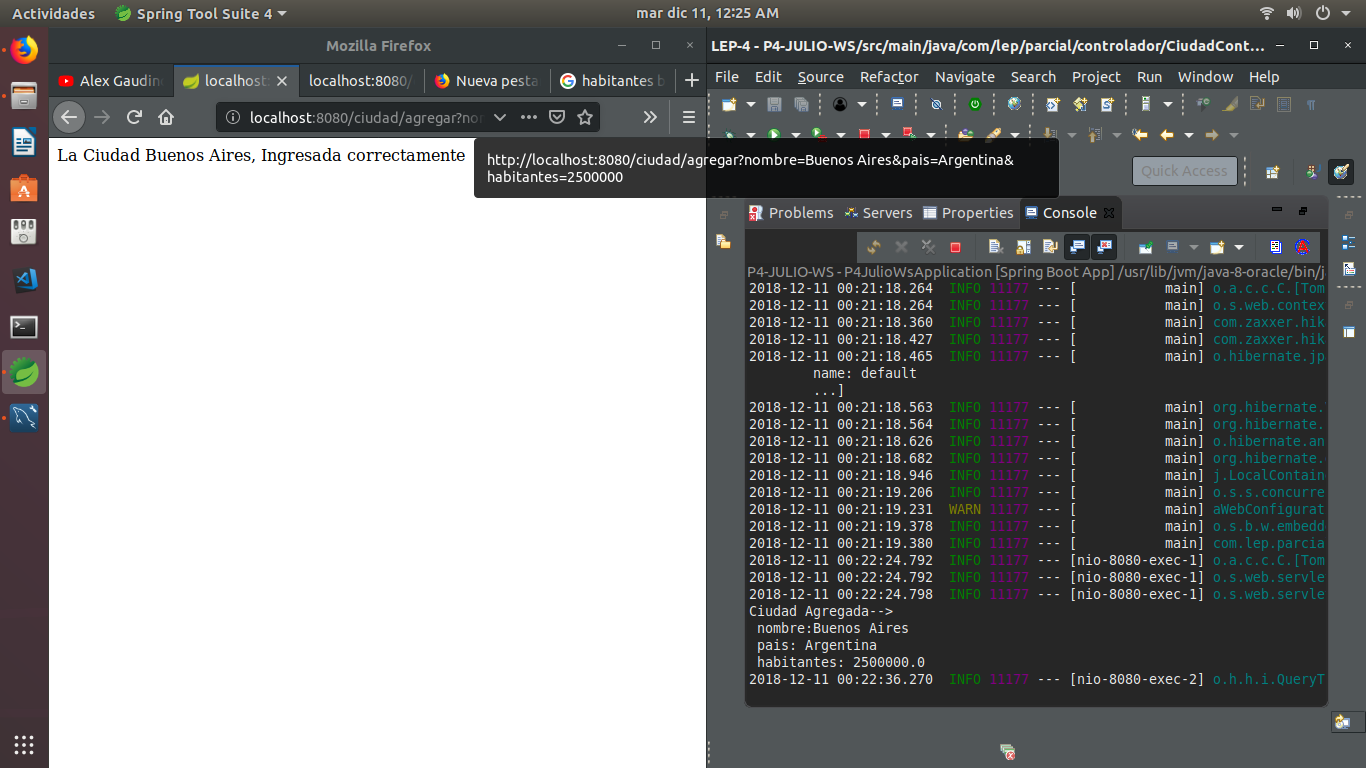 Actividades
Spring Tool Suite 4
mar dic 11, 12:25 AM
Mozilla Firefox
Alex Gaudin
localhost:
localhost:8080/
Nueva pesta
habitantes b
localhost:8080/ciudad/agregar?no
La Ciudad Buenos Aires, Ingresada correctamente
http://localhost:8080/ciudad/agregar?nombre=Buenos Aires&pais=Argentina&
habitantes=2500000
LEP-4 - P4-JULIO-WS/src/main/java/com/lep/parcial/controlador/CiudadCont...
File Edit Source Refactor Navigate Search Project Run Window Help
Quick Access
Problems Servers Properties Console
P4-JULIO-WS - P4JulioWsApplication [Spring Boot App] /usr/lib/jvm/java-8-oracle/bin/j
2018-12-11 00:21:18.264 INFO 11177 --- [ main] o.a.c.c.C.[Tom
2018-12-11 00:21:18.264 INFO 11177 --- [ main] o.s.web.contex
2018-12-11 00:21:18.360 INFO 11177 --- [ main] com.zaxxer.hik
2018-12-11 00:21:18.427 INFO 11177 --- [ main] com.zaxxer.hik
2018-12-11 00:21:18.465 INFO 11177 --- [ main] o.hibernate.jp
name: default
...]
2018-12-11 00:21:18.563 INFO 11177 --- [ main] org.hibernate.
2018-12-11 00:21:18.564 INFO 11177 --- [ main] org.hibernate.
2018-12-11 00:21:18.626 INFO 11177 --- [ main] o.hibernate.an
2018-12-11 00:21:18.682 INFO 11177 --- [ main] org.hibernate.
2018-12-11 00:21:18.946 INFO 11177 --- [ main] j.LocalContain
2018-12-11 00:21:19.206 INFO 11177 --- [ main] o.s.s.concurre
2018-12-11 00:21:19.231 WARN 11177 --- [ main] aWebConfigurat
2018-12-11 00:21:19.378 INFO 11177 --- [ main] o.s.b.w.embedd
2018-12-11 00:21:19.380 INFO 11177 --- [ main] com.lep.parcia
2018-12-11 00:22:24.792 INFO 11177 --- [nio-8080-exec-1] o.a.c.c.C.[Tom
2018-12-11 00:22:24.792 INFO 11177 --- [nio-8080-exec-1] o.s.web.servle
2018-12-11 00:22:24.798 INFO 11177 --- [nio-8080-exec-1] o.s.web.servle
Ciudad Agregada-->
nombre:Buenos Aires
pais: Argentina
habitantes: 2500000.0
2018-12-11 00:22:36.270 INFO 11177 --- [nio-8080-exec-2] o.h.h.i.QueryT